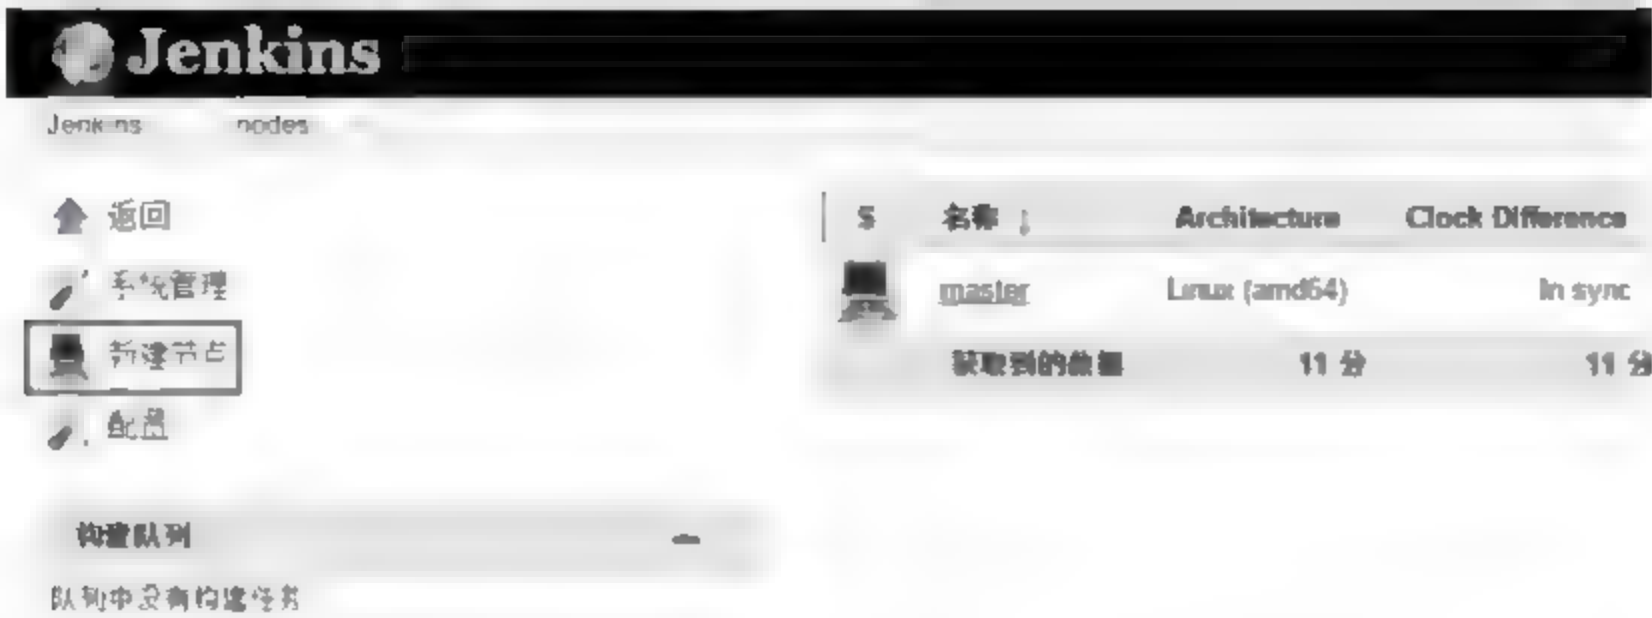 Jenkins
Jenkins nodes
返回
系统管理
新建节点
配置
构建队列
队列中没有构建任务
S 名称 ↓ Architecture Clock Difference
master Linux (amd64) In sync
获取到的数据 11 分 11 分